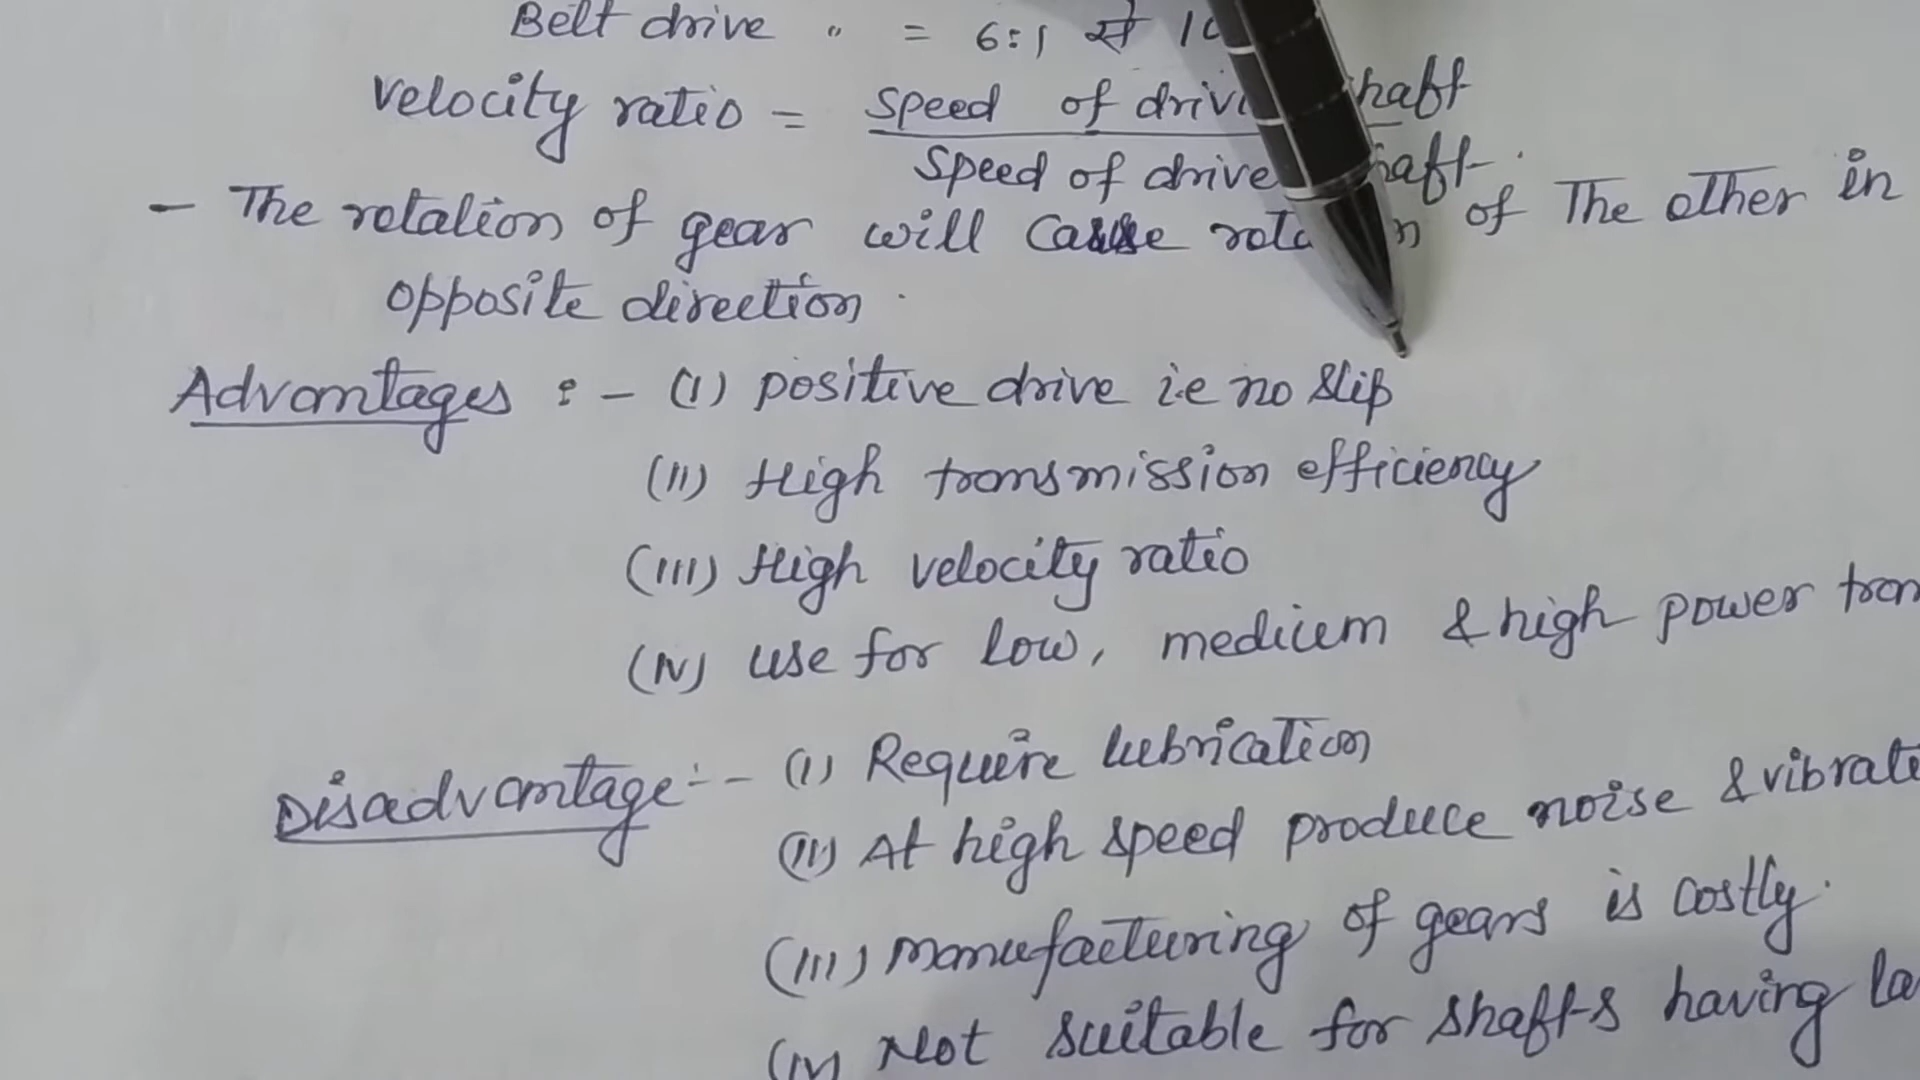 Belt drive " = 6:1 से
velocity ratio = speed of shaft
Speed of
- The rotation of gear will cause of The other in
opposite direction.
Advantages :- (I) positive drive i.e no slip
(II) High transmission efficiency
(III) High velocity ratio
(IV) use for low, medium & high power
Disadvantage :- (I) Require lubrication
(II) At high speed produce noise &
(III) manufacturing of gears is costly.
(IV) Not suitable for shafts having